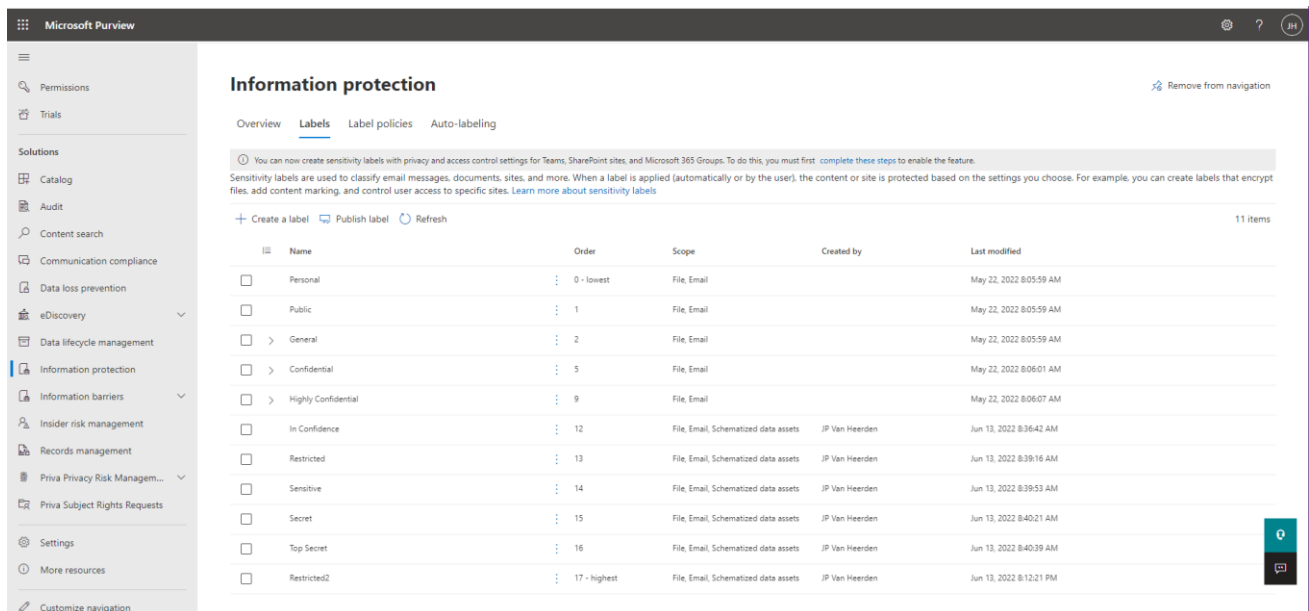 Microsoft Purview
?
JH
Permissions
Trials
Solutions
Catalog
Audit
Content search
Communication compliance
Data loss prevention
eDiscovery
Data lifecycle management
Information protection
Information barriers
Insider risk management
Records management
Priva Privacy Risk Managem...
Priva Subject Rights Requests
Settings
More resources
Customize navigation
Information protection
Remove from navigation
Overview Labels Label policies Auto-labeling
You can now create sensitivity labels with privacy and access control settings for Teams, SharePoint sites, and Microsoft 365 Groups. To do this, you must first complete these steps to enable the feature.
Sensitivity labels are used to classify email messages, documents, sites, and more. When a label is applied (automatically or by the user), the content or site is protected based on the settings you choose. For example, you can create labels that encrypt
files, add content marking, and control user access to specific sites. Learn more about sensitivity labels
Create a label Publish label Refresh 11 items
Name Order Scope Created by Last modified
Personal 0 - lowest File, Email May 22, 2022 8:05:59 AM
Public 1 File, Email May 22, 2022 8:05:59 AM
General 2 File, Email May 22, 2022 8:05:59 AM
Confidential 5 File, Email May 22, 2022 8:06:01 AM
Highly Confidential 9 File, Email May 22, 2022 8:06:07 AM
In Confidence 12 File, Email, Schematized data assets JP Van Heerden Jun 13, 2022 8:36:42 AM
Restricted 13 File, Email, Schematized data assets JP Van Heerden Jun 13, 2022 8:39:16 AM
Sensitive 14 File, Email, Schematized data assets JP Van Heerden Jun 13, 2022 8:39:53 AM
Secret 15 File, Email, Schematized data assets JP Van Heerden Jun 13, 2022 8:40:21 AM
Top Secret 16 File, Email, Schematized data assets JP Van Heerden Jun 13, 2022 8:40:39 AM
Restricted2 17 - highest File, Email, Schematized data assets JP Van Heerden Jun 13, 2022 8:12:21 PM